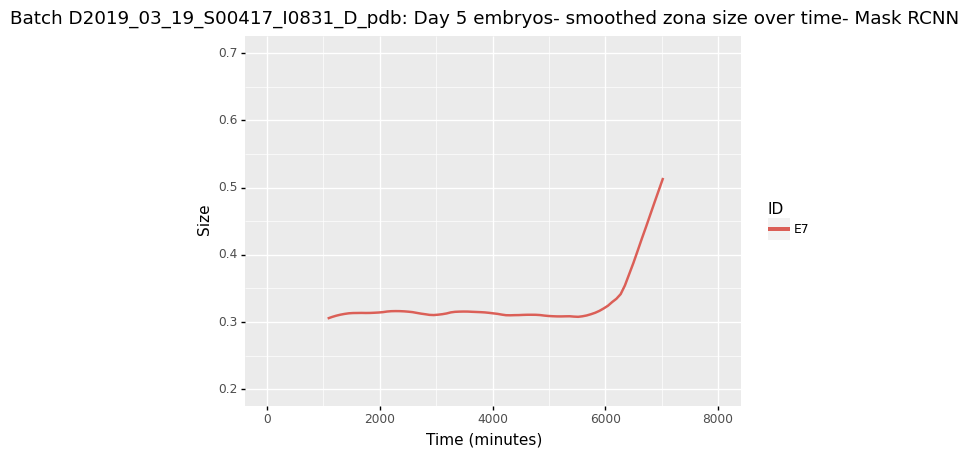 Batch D2019_03_19_S00417_I0831_D_pdb: Day 5 embryos- smoothed zona size over time- Mask RCNN
0.7
0.6
0.5
0.4
0.3
0.2
Size
0 2000 4000 6000 8000
Time (minutes)
ID
E7